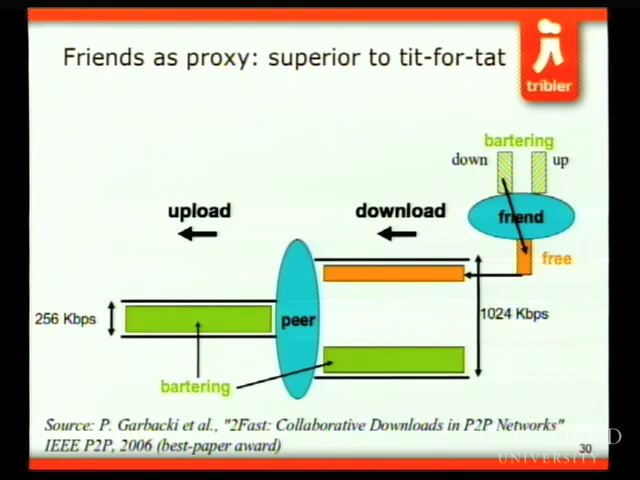 Friends as proxy: superior to tit-for-tat
tribler
bartering
down up
upload download
friend
free
256 Kbps
peer
1024 Kbps
bartering
Source: P. Garbacki et al., "2Fast: Collaborative Downloads in P2P Networks"
IEEE P2P, 2006 (best-paper award)
30
UNIVERSITY